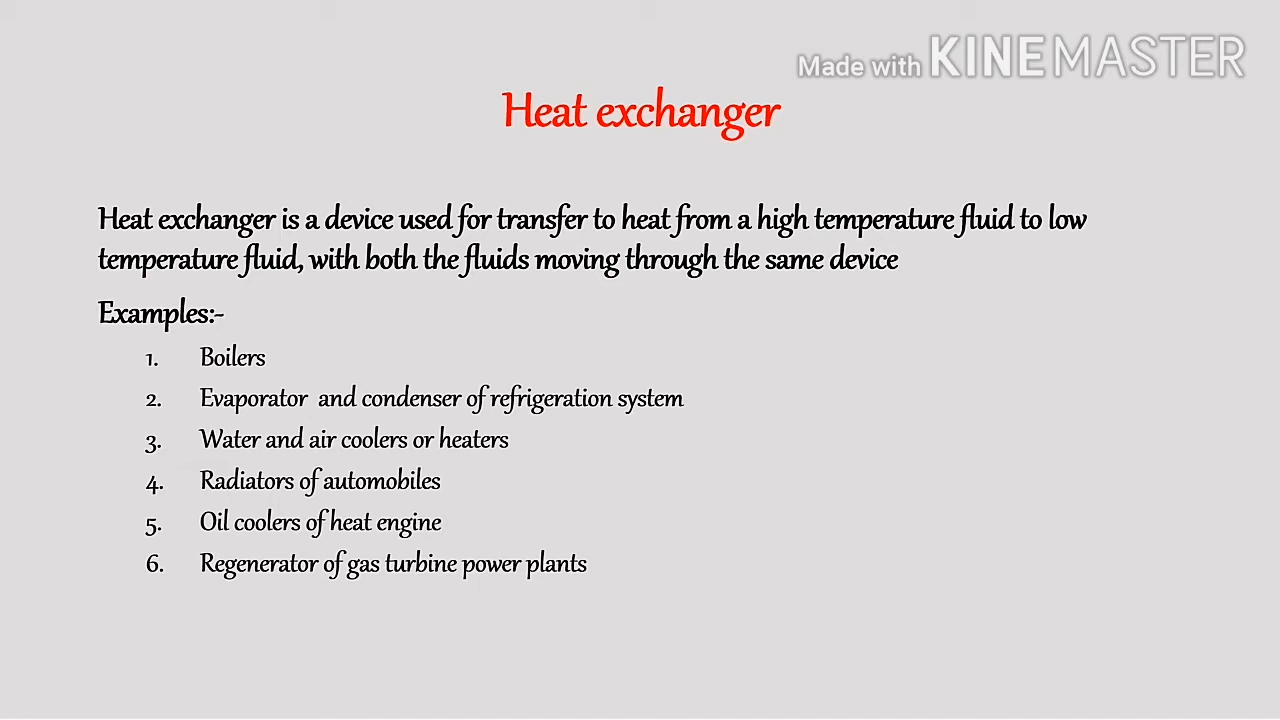 Made with KINEMASTER
Heat exchanger
Heat exchanger is a device used for transfer to heat from a high temperature fluid to low
temperature fluid, with both the fluids moving through the same device
Examples:-
1. Boilers
2. Evaporator and condenser of refrigeration system
3. Water and air coolers or heaters
4. Radiators of automobiles
5. Oil coolers of heat engine
6. Regenerator of gas turbine power plants